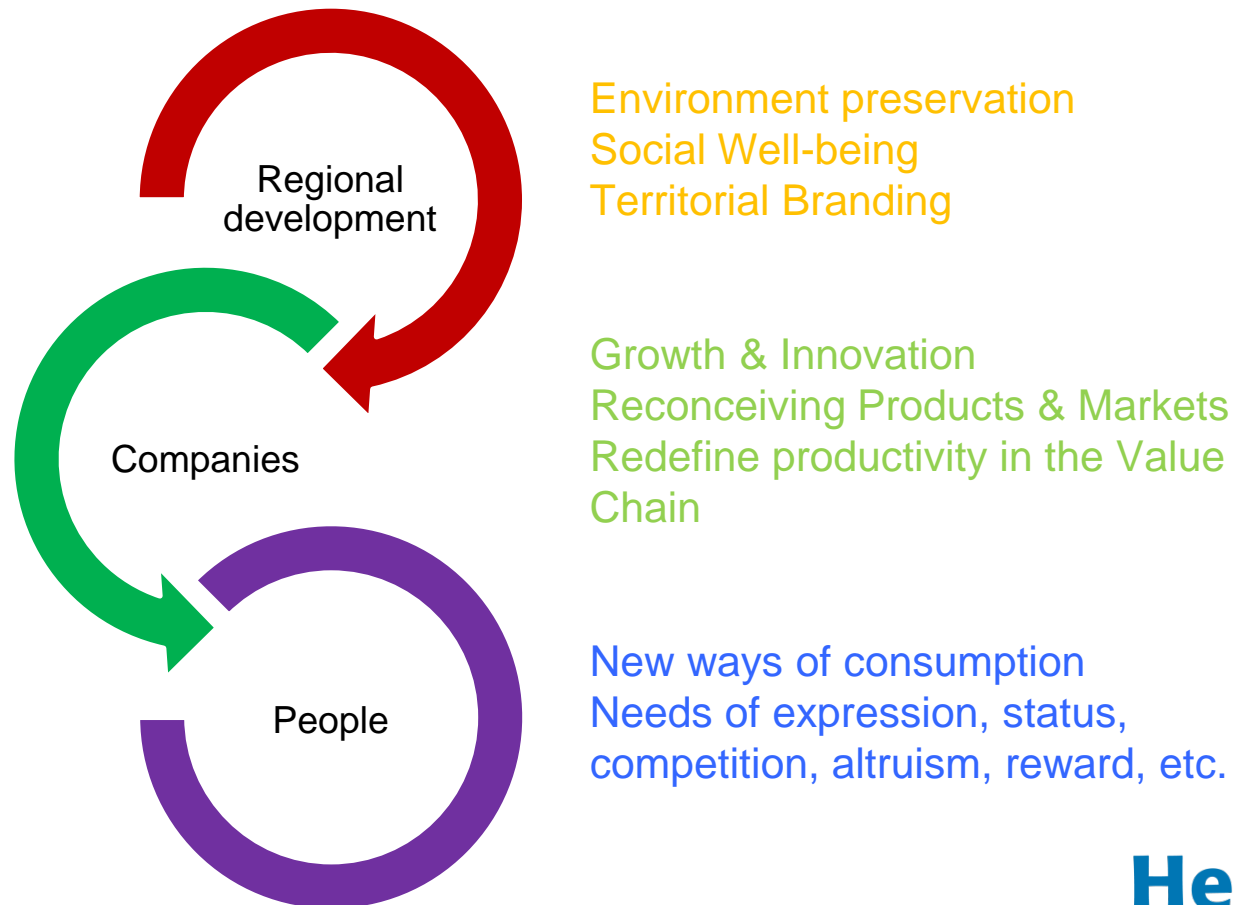 Regional
development
Environment preservation
Social Well-being
Territorial Branding
Companies
Growth & Innovation
Reconceiving Products & Markets
Redefine productivity in the Value
Chain
People
New ways of consumption
Needs of expression, status,
competition, altruism, reward, etc.
He